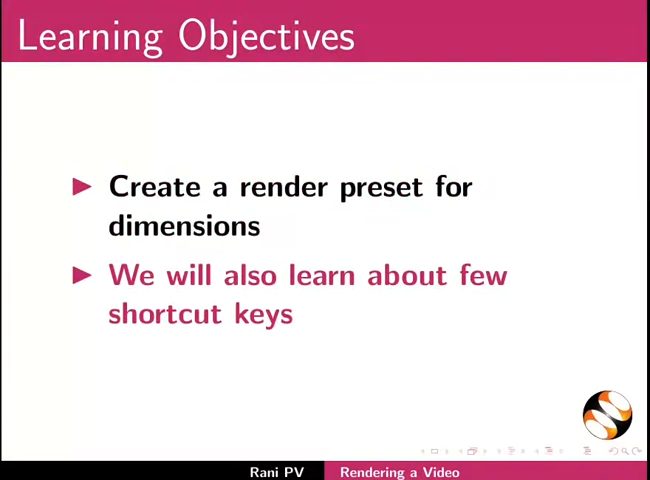 Learning Objectives
Create a render preset for
dimensions
We will also learn about few
shortcut keys
Rani PV
Rendering a Video